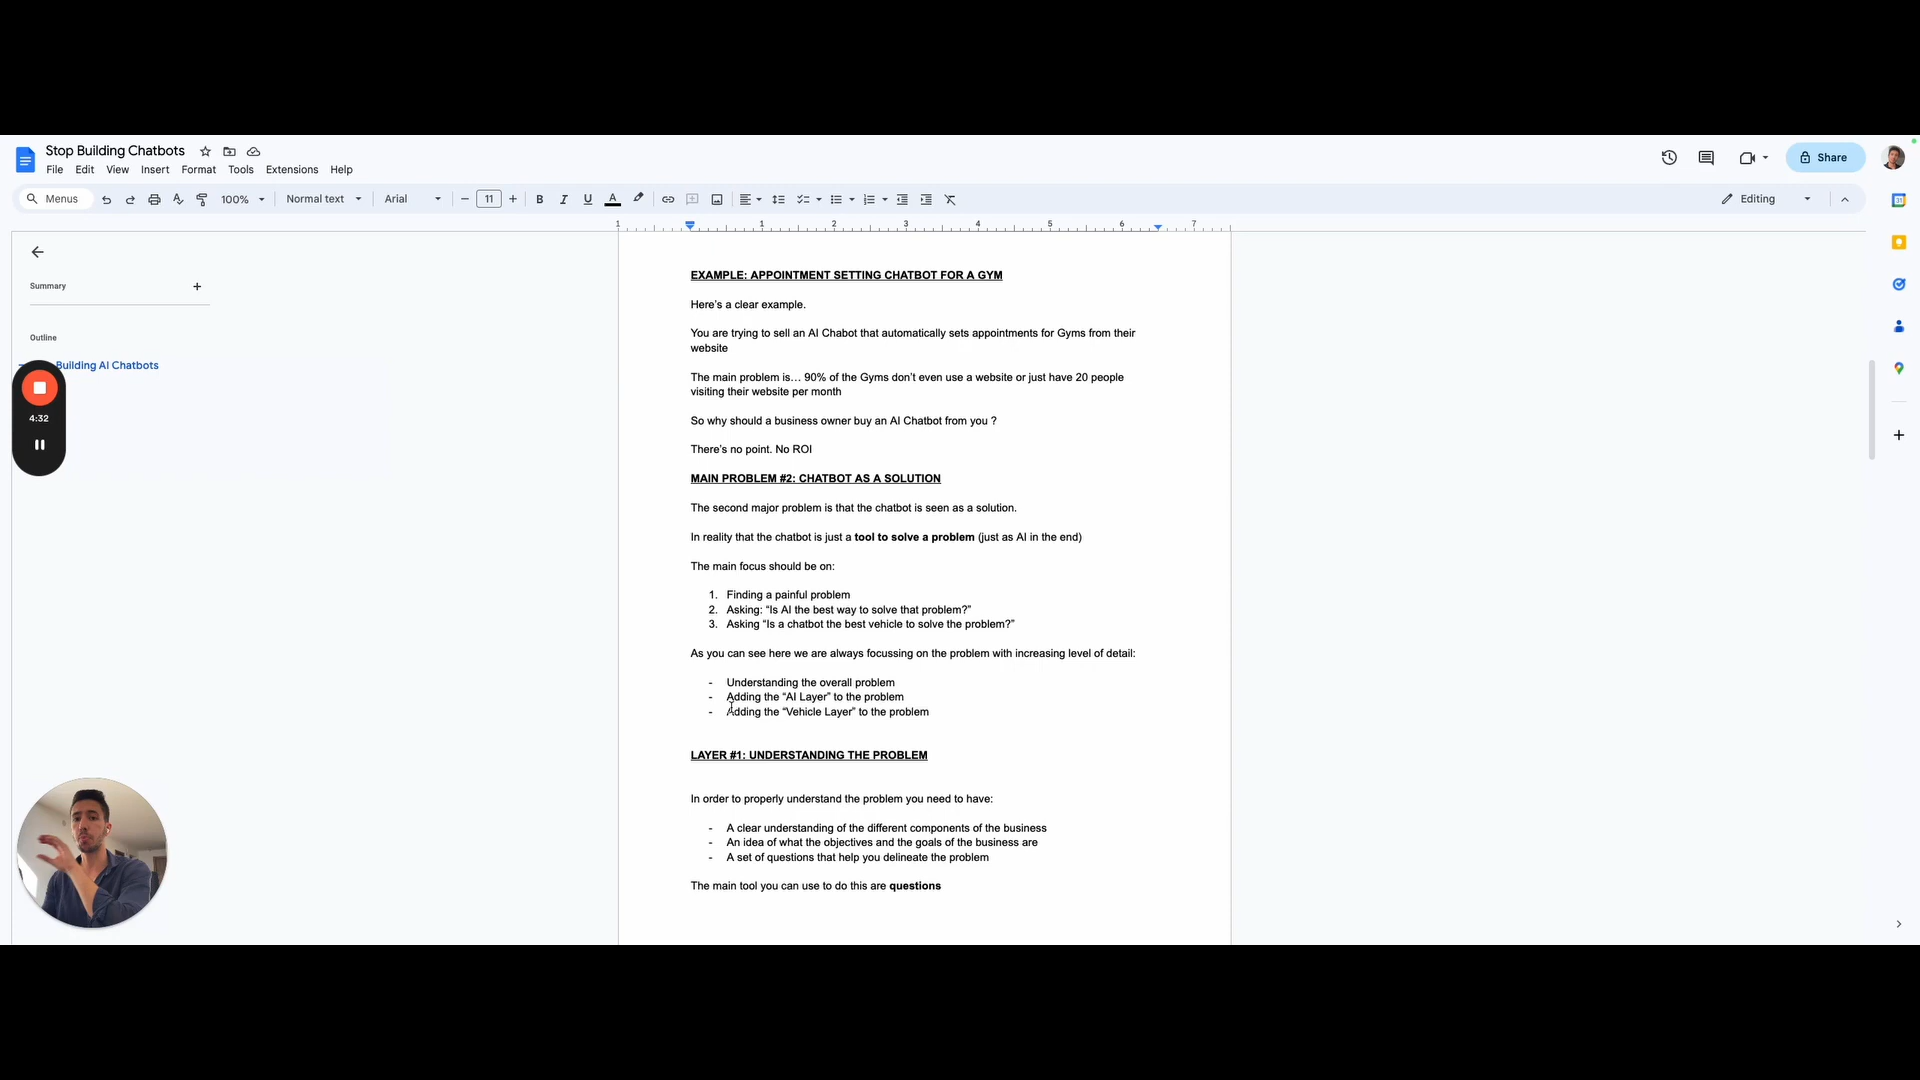 Stop Building Chatbots
File Edit View Insert Format Tools Extensions Help
Share
Menus 100% Normal text Arial 11 Editing
1 1 2 3 4 5 6 7
Summary
Outline
Building AI Chatbots
4:32
EXAMPLE: APPOINTMENT SETTING CHATBOT FOR A GYM
Here's a clear example.
You are trying to sell an AI Chabot that automatically sets appointments for Gyms from their
website
The main problem is… 90% of the Gyms don't even use a website or just have 20 people
visiting their website per month
So why should a business owner buy an AI Chatbot from you ?
There's no point. No ROI
MAIN PROBLEM #2: CHATBOT AS A SOLUTION
The second major problem is that the chatbot is seen as a solution.
In reality that the chatbot is just a tool to solve a problem (just as AI in the end)
The main focus should be on:
1. Finding a painful problem
2. Asking: “Is AI the best way to solve that problem?”
3. Asking “Is a chatbot the best vehicle to solve the problem?”
As you can see here we are always focussing on the problem with increasing level of detail:
- Understanding the overall problem
- Adding the “AI Layer” to the problem
- Adding the “Vehicle Layer” to the problem
LAYER #1: UNDERSTANDING THE PROBLEM
In order to properly understand the problem you need to have:
- A clear understanding of the different components of the business
- An idea of what the objectives and the goals of the business are
- A set of questions that help you delineate the problem
The main tool you can use to do this are questions